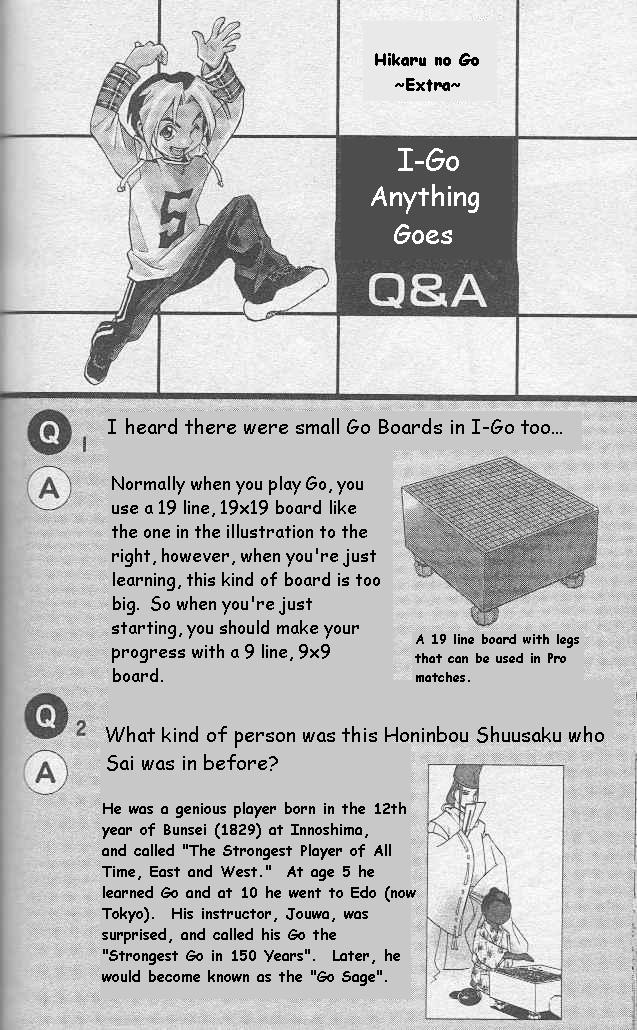 Hikaru no Go
~Extra~
I-Go
Anything
Goes
Q&A
5
Q 1
I heard there were small Go Boards in I-Go too...
A
Normally when you play Go, you
use a 19 line, 19x19 board like
the one in the illustration to the
right, however, when you're just
learning, this kind of board is too
big. So when you're just
starting, you should make your
progress with a 9 line, 9x9
board.
A 19 line board with legs
that can be used in Pro
matches.
Q 2
What kind of person was this Honinbou Shuusaku who
Sai was in before?
A
He was a genious player born in the 12th
year of Bunsei (1829) at Innoshima,
and called "The Strongest Player of All
Time, East and West." At age 5 he
learned Go and at 10 he went to Edo (now
Tokyo). His instructor, Jouwa, was
surprised, and called his Go the
"Strongest Go in 150 Years". Later, he
would become known as the "Go Sage".